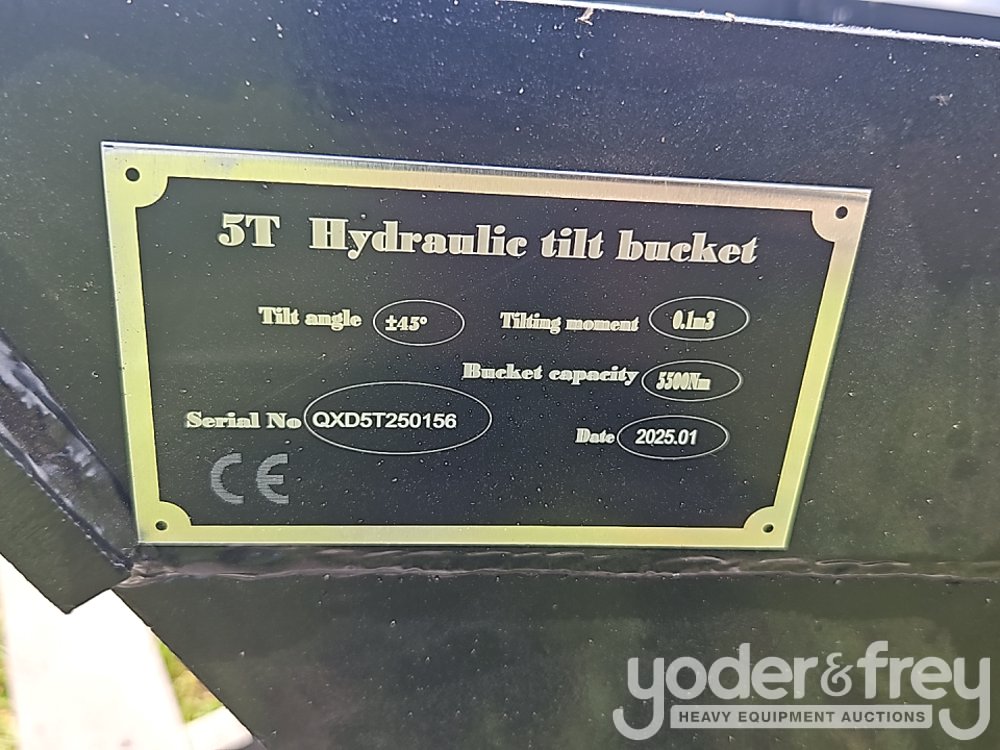 5T Hydraulic tilt bucket
Tilt angle ±45° Tilting moment 0.1m3
Bucket capacity 5500Nm
Serial No QXD5T250156
Date 2025.01
CE
yoder&frey
HEAVY EQUIPMENT AUCTIONS